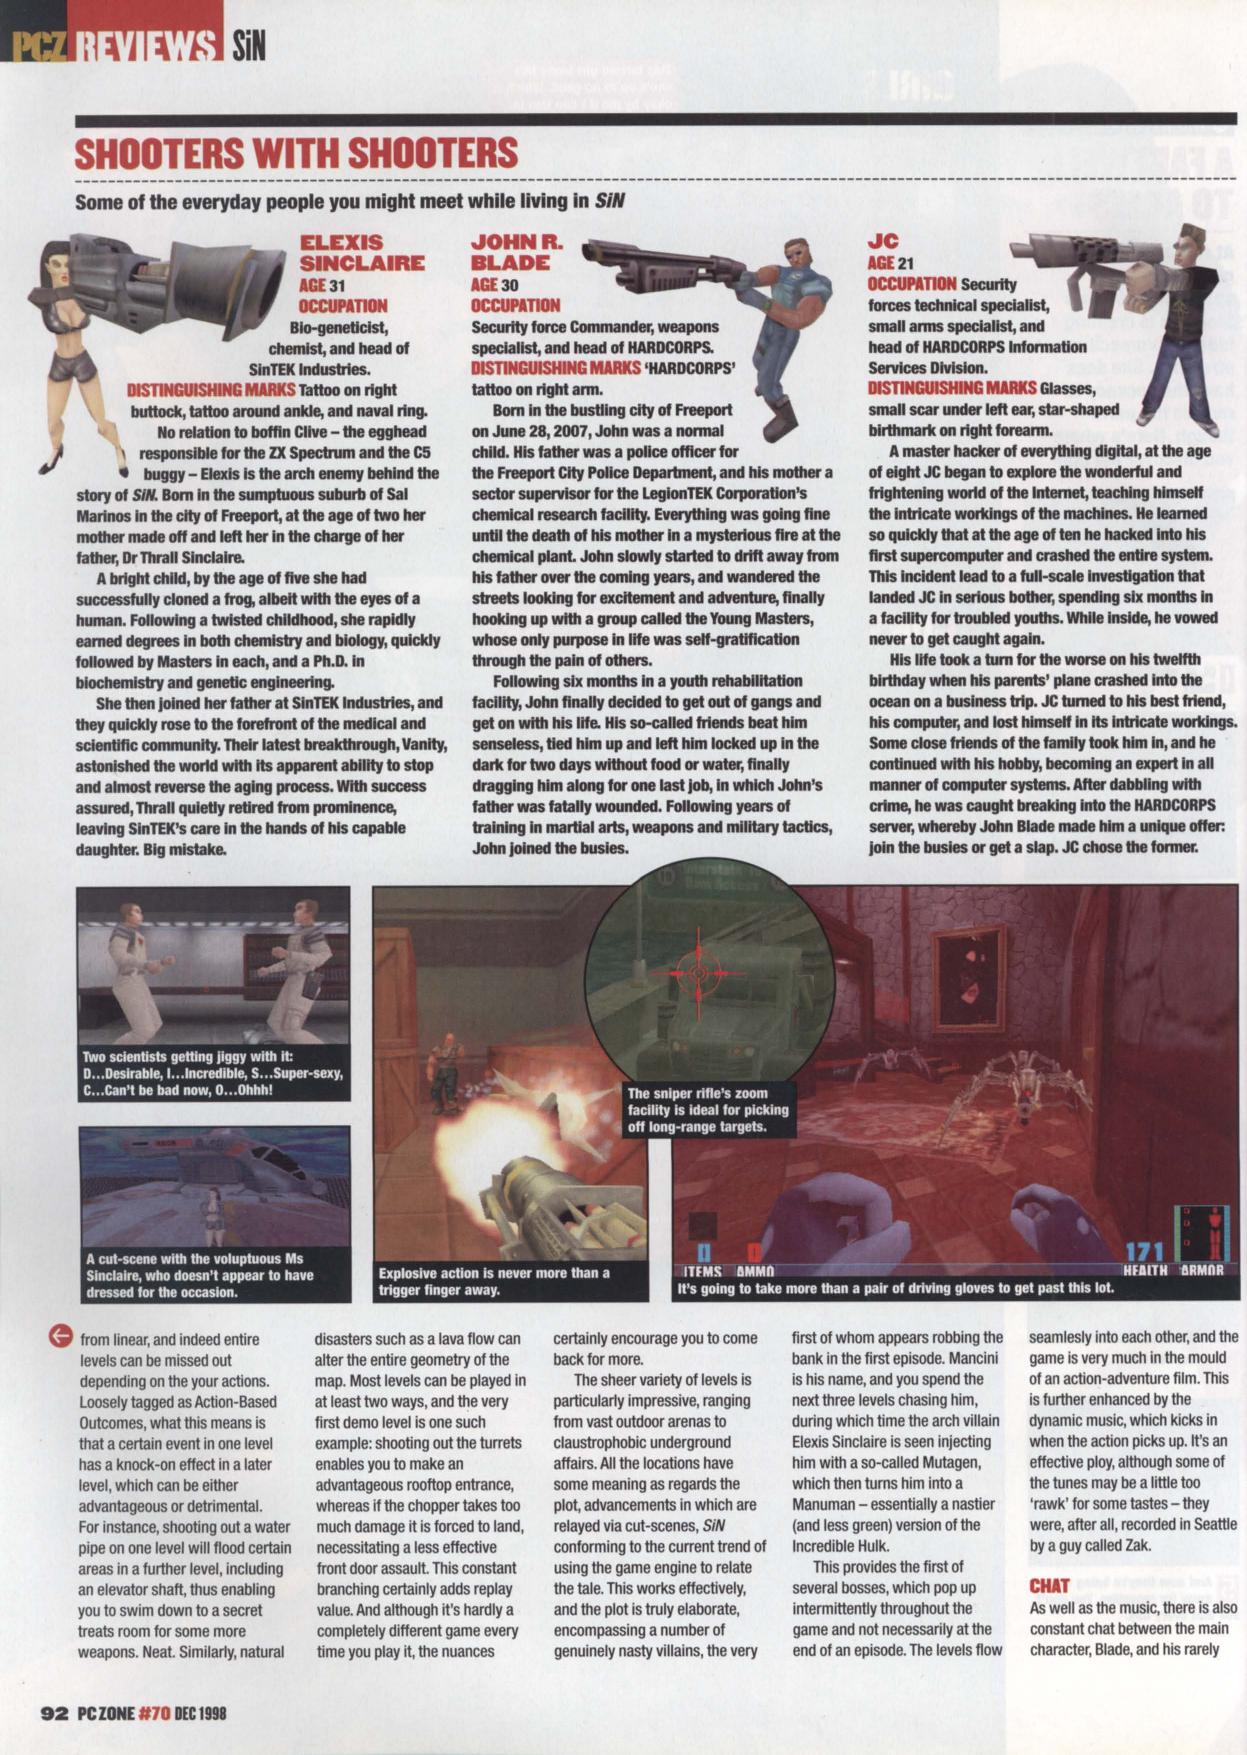 PCZ REVIEWS SiN
SHOOTERS WITH SHOOTERS
Some of the everyday people you might meet while living in SiN
ELEXIS
SINCLAIRE
AGE 31
OCCUPATION
Bio-geneticist,
chemist, and head of
SinTEK Industries.
DISTINGUISHING MARKS Tattoo on right
buttock, tattoo around ankle, and naval ring.
No relation to boffin Clive – the egghead
responsible for the ZX Spectrum and the C5
buggy – Elexis is the arch enemy behind the
story of SiN. Born in the sumptuous suburb of Sal
Marinos in the city of Freeport, at the age of two her
mother made off and left her in the charge of her
father, Dr Thrall Sinclaire.
A bright child, by the age of five she had
successfully cloned a frog, albeit with the eyes of a
human. Following a twisted childhood, she rapidly
earned degrees in both chemistry and biology, quickly
followed by Masters in each, and a Ph.D. in
biochemistry and genetic engineering.
She then joined her father at SinTEK Industries, and
they quickly rose to the forefront of the medical and
scientific community. Their latest breakthrough, Vanity,
astonished the world with its apparent ability to stop
and almost reverse the aging process. With success
assured, Thrall quietly retired from prominence,
leaving SinTEK's care in the hands of his capable
daughter. Big mistake.
JOHN R.
BLADE
AGE 30
OCCUPATION
Security force Commander, weapons
specialist, and head of HARDCORPS.
DISTINGUISHING MARKS 'HARDCORPS'
tattoo on right arm.
Born in the bustling city of Freeport
on June 28, 2007, John was a normal
child. His father was a police officer for
the Freeport City Police Department, and his mother a
sector supervisor for the LegionTEK Corporation's
chemical research facility. Everything was going fine
until the death of his mother in a mysterious fire at the
chemical plant. John slowly started to drift away from
his father over the coming years, and wandered the
streets looking for excitement and adventure, finally
hooking up with a group called the Young Masters,
whose only purpose in life was self-gratification
through the pain of others.
Following six months in a youth rehabilitation
facility, John finally decided to get out of gangs and
get on with his life. His so-called friends beat him
senseless, tied him up and left him locked up in the
dark for two days without food or water, finally
dragging him along for one last job, in which John's
father was fatally wounded. Following years of
training in martial arts, weapons and military tactics,
John joined the busies.
JC
AGE 21
OCCUPATION Security
forces technical specialist,
small arms specialist, and
head of HARDCORPS Information
Services Division.
DISTINGUISHING MARKS Glasses,
small scar under left ear, star-shaped
birthmark on right forearm.
A master hacker of everything digital, at the age
of eight JC began to explore the wonderful and
frightening world of the Internet, teaching himself
the intricate workings of the machines. He learned
so quickly that at the age of ten he hacked into his
first supercomputer and crashed the entire system.
This incident lead to a full-scale investigation that
landed JC in serious bother, spending six months in
a facility for troubled youths. While inside, he vowed
never to get caught again.
His life took a turn for the worse on his twelfth
birthday when his parents' plane crashed into the
ocean on a business trip. JC turned to his best friend,
his computer, and lost himself in its intricate workings.
Some close friends of the family took him in, and he
continued with his hobby, becoming an expert in all
manner of computer systems. After dabbling with
crime, he was caught breaking into the HARDCORPS
server, whereby John Blade made him a unique offer:
join the busies or get a slap. JC chose the former.
Two scientists getting jiggy with it:
D...Desirable, I...Incredible, S...Super-sexy,
C...Can't be bad now, O...Ohhh!
A cut-scene with the voluptuous Ms
Sinclaire, who doesn't appear to have
dressed for the occasion.
Explosive action is never more than a
trigger finger away.
The sniper rifle's zoom
facility is ideal for picking
off long-range targets.
0 0 171
ITEMS AMMO HEALTH ARMOR
It's going to take more than a pair of driving gloves to get past this lot.
from linear, and indeed entire
levels can be missed out
depending on the your actions.
Loosely tagged as Action-Based
Outcomes, what this means is
that a certain event in one level
has a knock-on effect in a later
level, which can be either
advantageous or detrimental.
For instance, shooting out a water
pipe on one level will flood certain
areas in a further level, including
an elevator shaft, thus enabling
you to swim down to a secret
treats room for some more
weapons. Neat. Similarly, natural
disasters such as a lava flow can
alter the entire geometry of the
map. Most levels can be played in
at least two ways, and the very
first demo level is one such
example: shooting out the turrets
enables you to make an
advantageous rooftop entrance,
whereas if the chopper takes too
much damage it is forced to land,
necessitating a less effective
front door assault. This constant
branching certainly adds replay
value. And although it's hardly a
completely different game every
time you play it, the nuances
certainly encourage you to come
back for more.
The sheer variety of levels is
particularly impressive, ranging
from vast outdoor arenas to
claustrophobic underground
affairs. All the locations have
some meaning as regards the
plot, advancements in which are
relayed via cut-scenes, SiN
conforming to the current trend of
using the game engine to relate
the tale. This works effectively,
and the plot is truly elaborate,
encompassing a number of
genuinely nasty villains, the very
first of whom appears robbing the
bank in the first episode. Mancini
is his name, and you spend the
next three levels chasing him,
during which time the arch villain
Elexis Sinclaire is seen injecting
him with a so-called Mutagen,
which then turns him into a
Manuman – essentially a nastier
(and less green) version of the
Incredible Hulk.
This provides the first of
several bosses, which pop up
intermittently throughout the
game and not necessarily at the
end of an episode. The levels flow
seamlesly into each other, and the
game is very much in the mould
of an action-adventure film. This
is further enhanced by the
dynamic music, which kicks in
when the action picks up. It's an
effective ploy, although some of
the tunes may be a little too
'rawk' for some tastes – they
were, after all, recorded in Seattle
by a guy called Zak.
CHAT
As well as the music, there is also
constant chat between the main
character, Blade, and his rarely
92 PC ZONE #70 DEC 1998